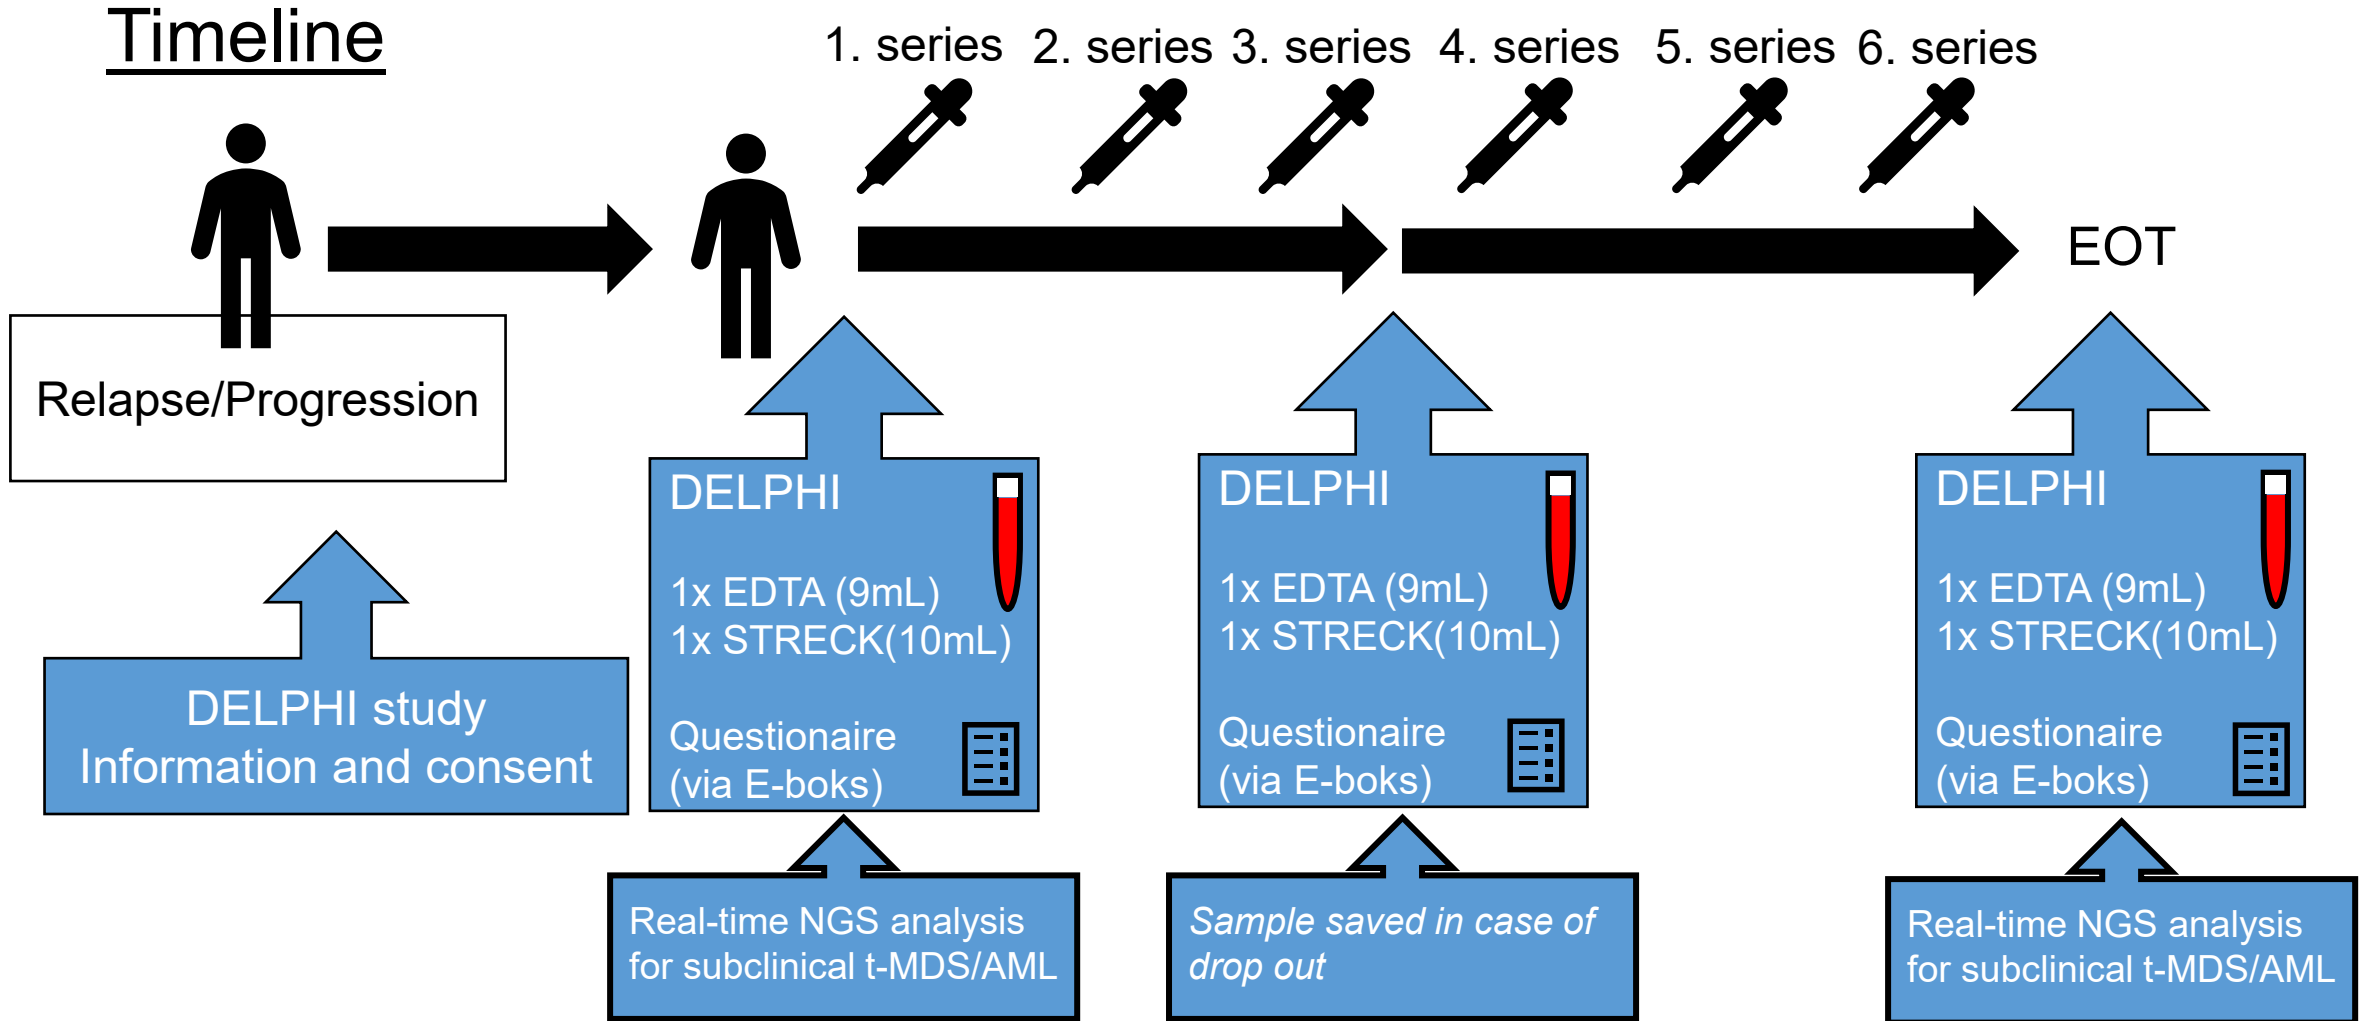 Timeline
1. series
2. series
3. series
4. series
5. series
6. series
EOT
Relapse/Progression
DELPHI study
Information and consent
DELPHI
1x EDTA (9mL)
1x STRECK(10mL)
Questionaire
(via E-boks)
Real-time NGS analysis
for subclinical t-MDS/AML
DELPHI
1x EDTA (9mL)
1x STRECK(10mL)
Questionaire
(via E-boks)
Sample saved in case of
drop out
DELPHI
1x EDTA (9mL)
1x STRECK(10mL)
Questionaire
(via E-boks)
Real-time NGS analysis
for subclinical t-MDS/AML